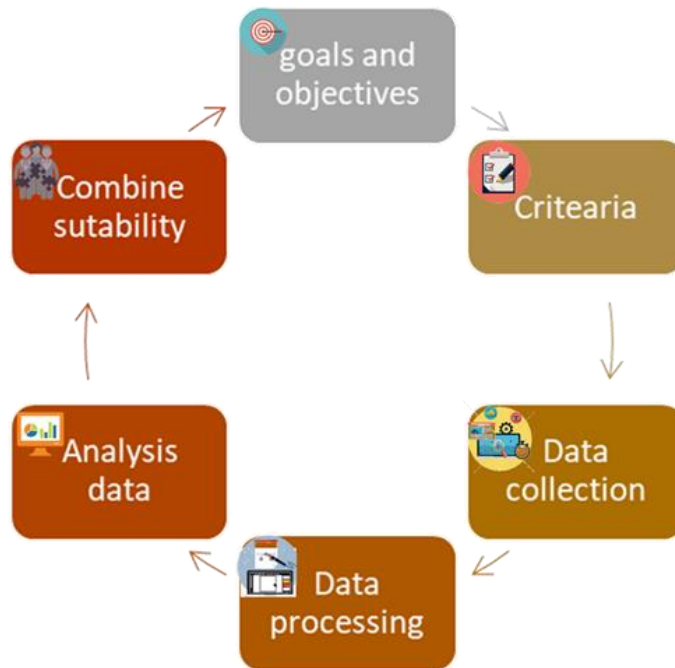 goals and
objectives
Critearia
Data
collection
Data
processing
Analysis
data
Combine
sutability